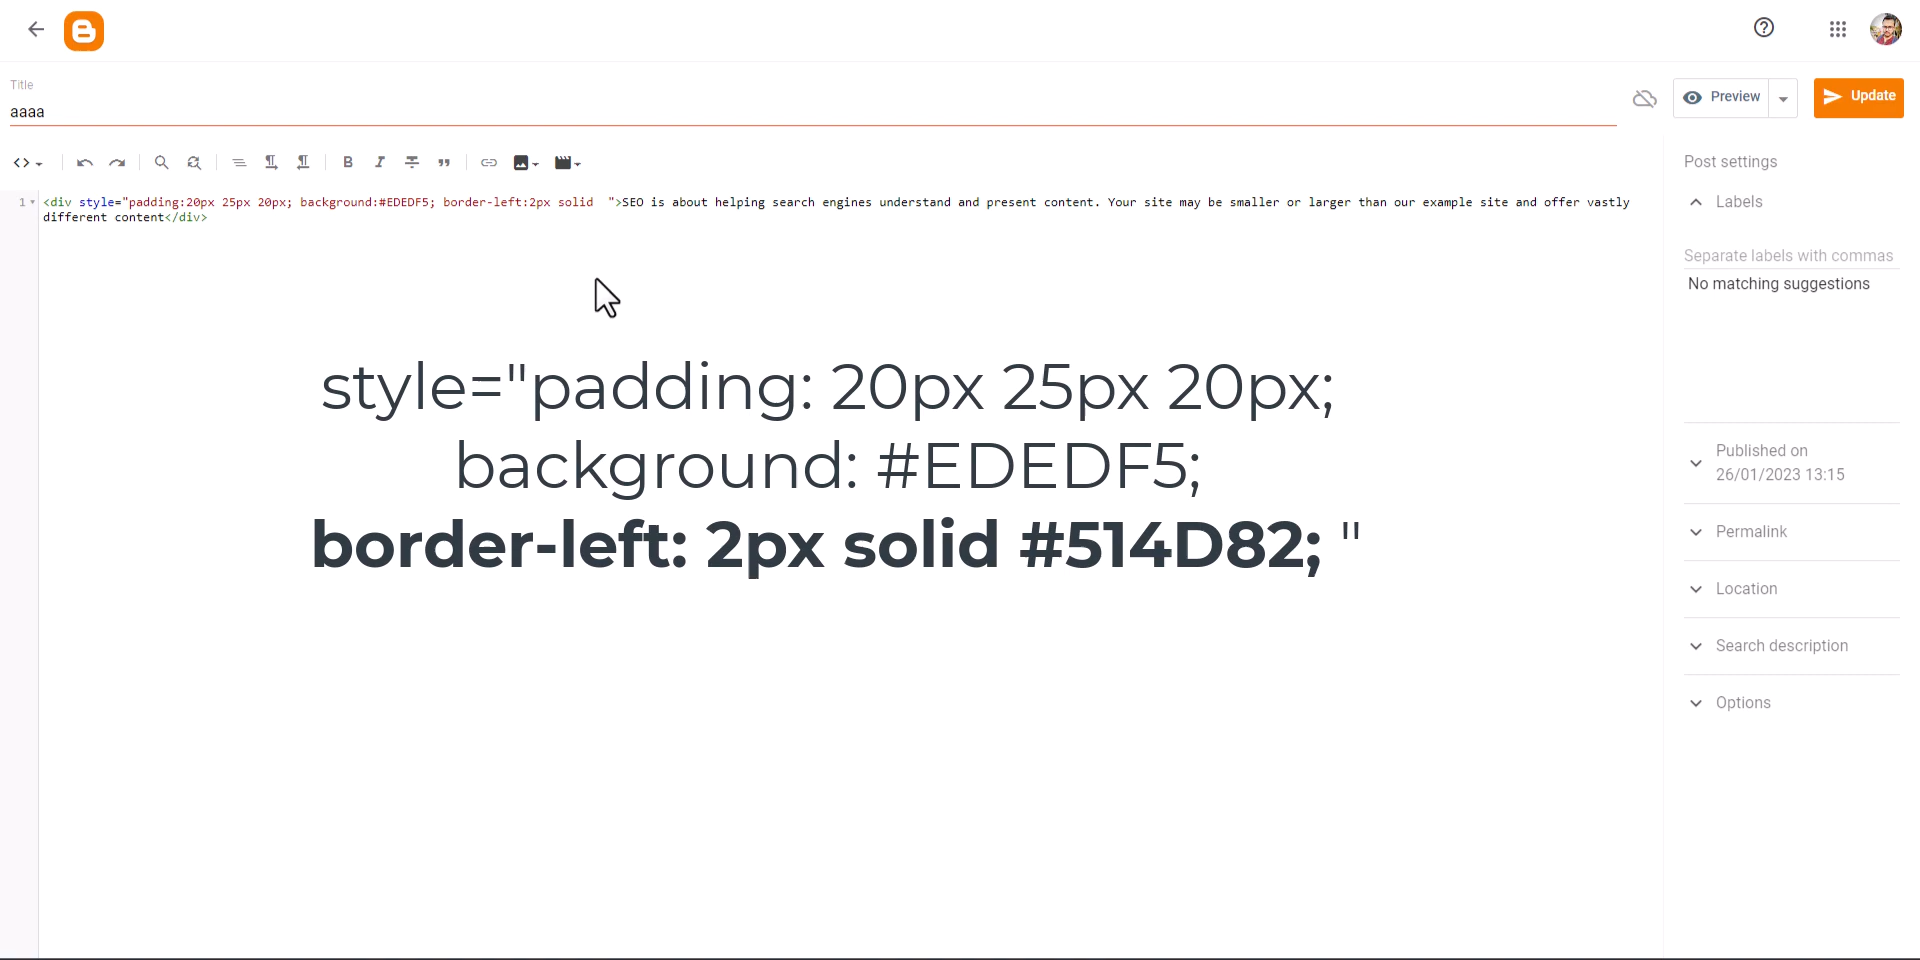 Title
aaaa
Preview
Update
1
<div style="padding:20px 25px 20px; background:#EDEDF5; border-left:2px solid  ">SEO is about helping search engines understand and present content. Your site may be smaller or larger than our example site and offer vastly
different content</div>
style="padding: 20px 25px 20px;
background: #EDEDF5;
border-left: 2px solid #514D82; "
Post settings
Labels
Separate labels with commas
No matching suggestions
Published on
26/01/2023 13:15
Permalink
Location
Search description
Options